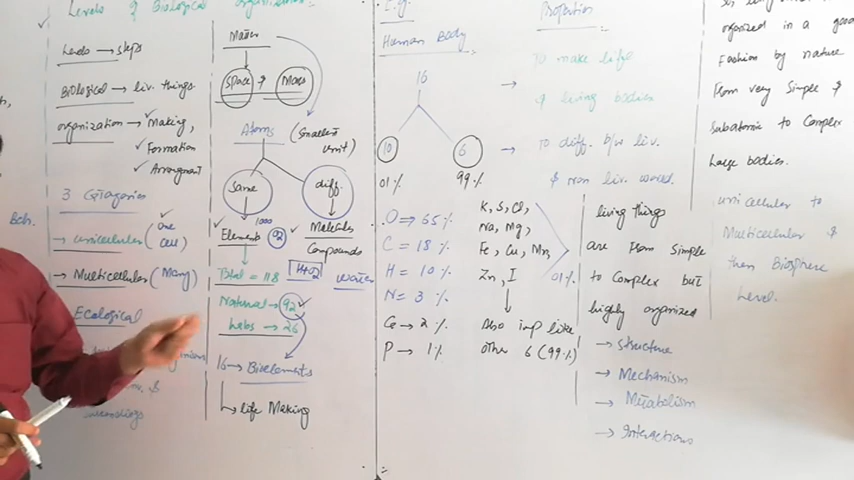 Levels of Biological organization:
Levels → steps
Biological → liv. things
organization → Making,
Formation
Arrangment
3 Categories
→ unicellular (one
cell)
→ Multicellular (Many)
Ecological
Matter
Space & Mass
Atoms (Smallest
unit)
Same diff.
1000
Elements 92 Molecules
Compounds
Total = 118 water
Natural → 92
Labs → 26
16 → Bioelements
→ life Making
E.g.
Human Body
16
10 6
01% 99%
O ⇒ 65%
C = 18%
H = 10%
N = 3%
Ca → 2%
P → 1%
K, S, Cl,
Na, Mg,
Fe, Cu, Mn,
Zn, I 01%
Also imp like
other 6 (99%)
Properties
→ To make life
& living bodies
→ To diff. b/w liv.
& non liv. world.
living things
are From simple
to Complex but
highly organized
→ Structure
→ Mechanism
→ Metabolism
→ Interactions
organized in a good
Fashion by nature
From very Simple &
Subatomic to Complex
Large bodies.
unicellular to
Multicellular &
then Biosphere
Level.